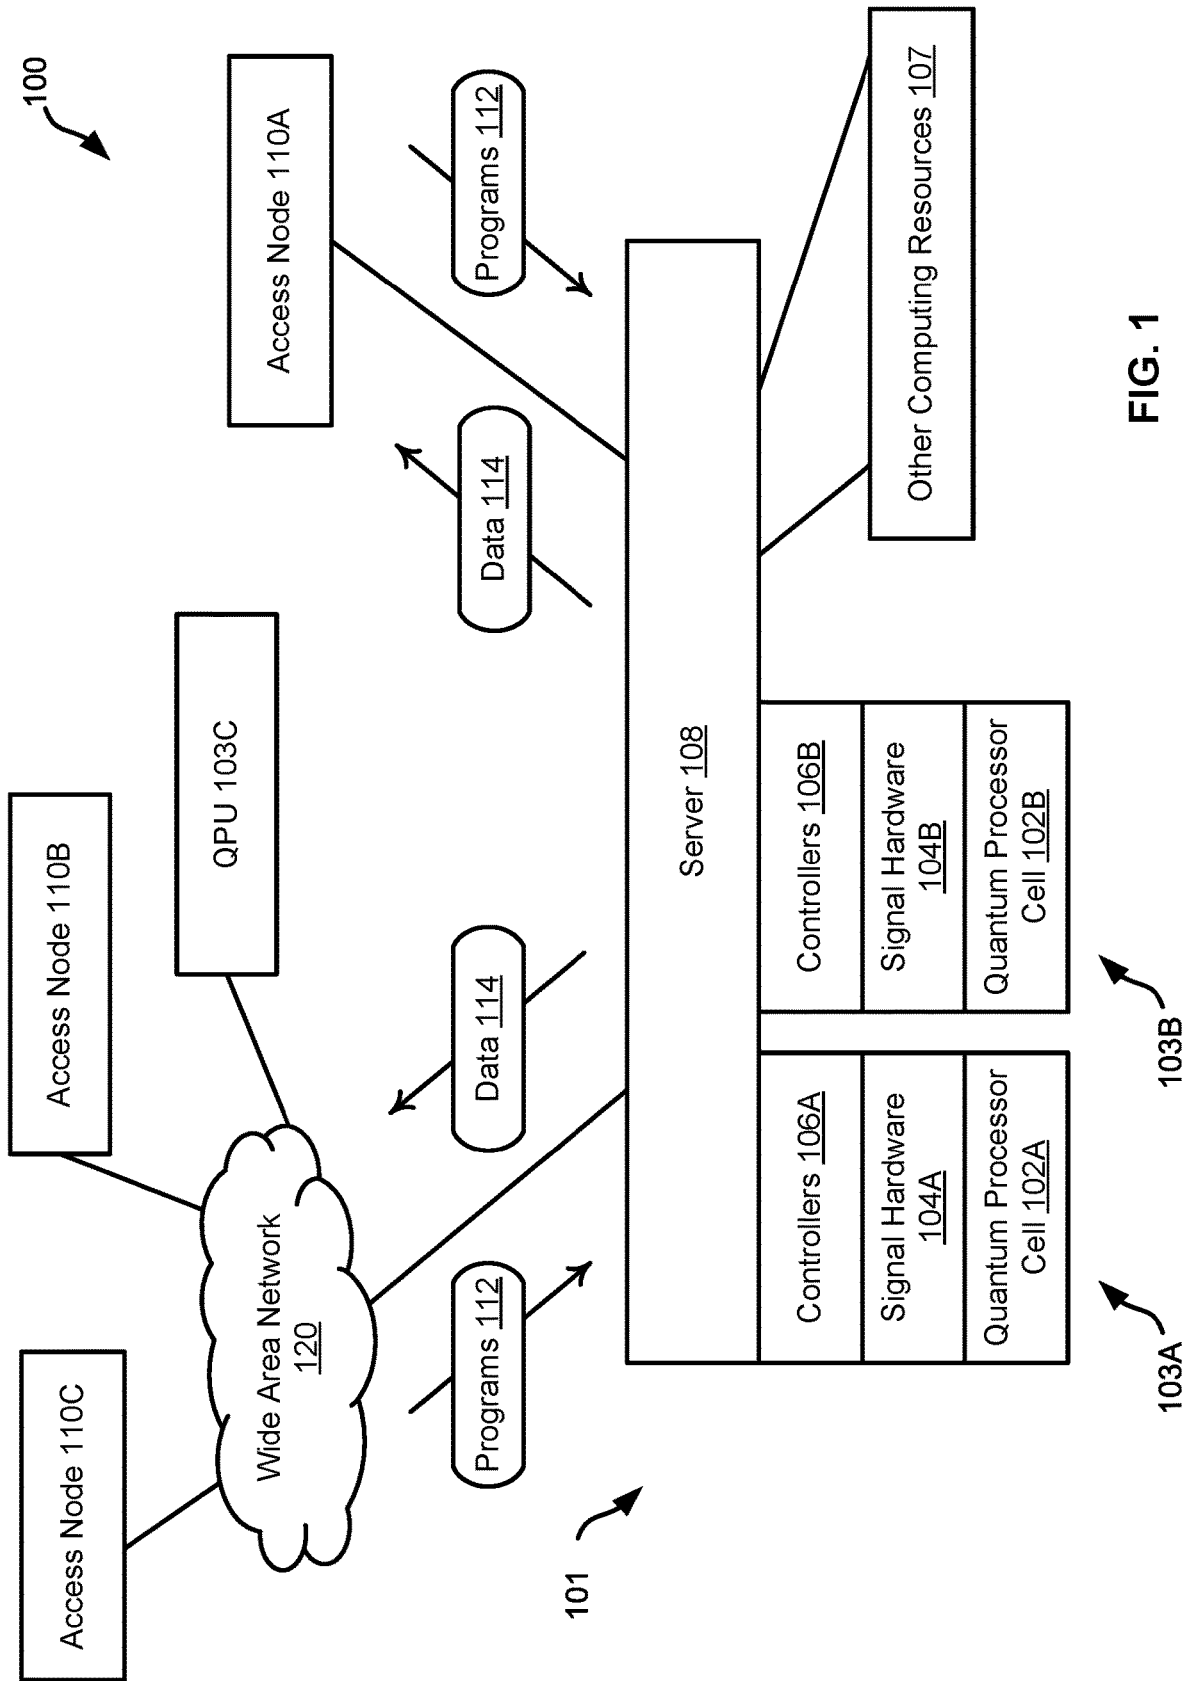 100
Access Node 110C
Access Node 110B
QPU 103C
Access Node 110A
Wide Area Network
120
Programs 112
Data 114
Data 114
Programs 112
101
Server 108
Controllers 106A
Signal Hardware
104A
Quantum Processor
Cell 102A
Controllers 106B
Signal Hardware
104B
Quantum Processor
Cell 102B
Other Computing Resources 107
103A
103B
FIG. 1